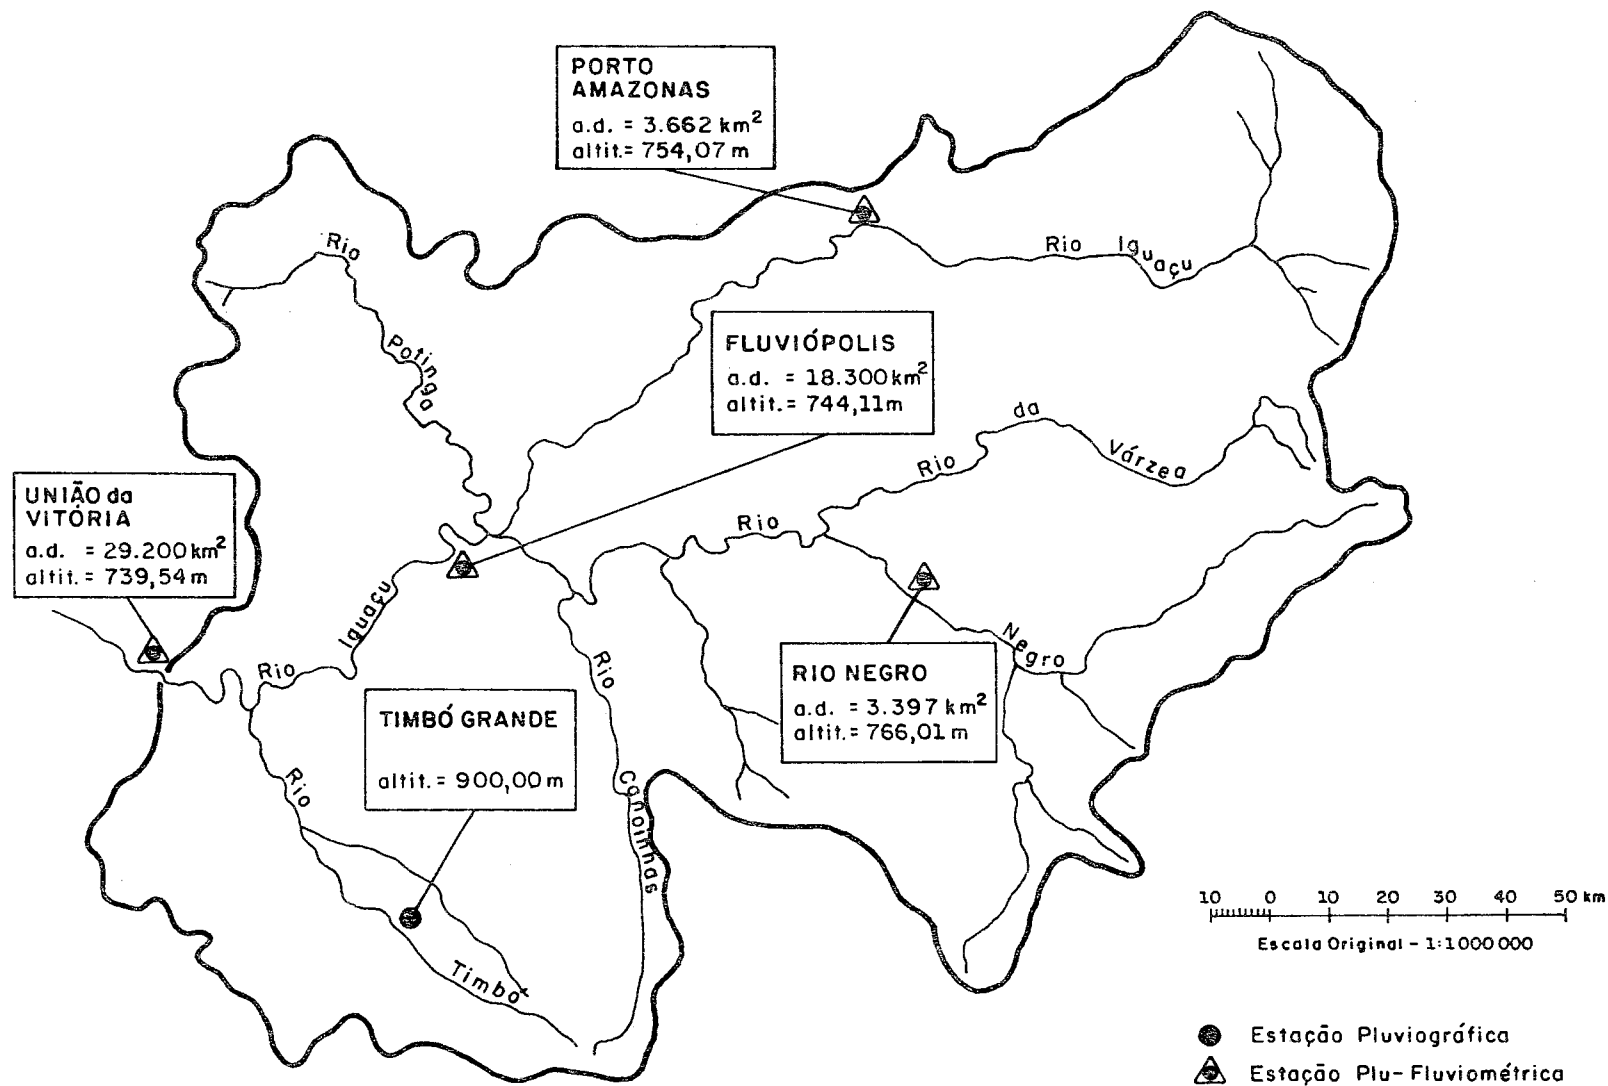 PORTO
AMAZONAS
a.d. = 3.662 km²
altit.= 754,07 m
Rio Iguaçu
Rio Potinga
FLUVIÓPOLIS
a.d. = 18.300 km²
altit.= 744,11m
Rio da Várzea
UNIÃO da
VITÓRIA
a.d. = 29.200 km²
altit.= 739,54 m
Rio Negro
Rio Iguaçu
RIO NEGRO
a.d. = 3.397 km²
altit.= 766,01 m
TIMBÓ GRANDE
altit.= 900,00 m
Rio Canoinhas
Rio Timbó
10 0 10 20 30 40 50 km
Escala Original - 1:1000000
Estação Pluviográfica
Estação Plu-Fluviométrica